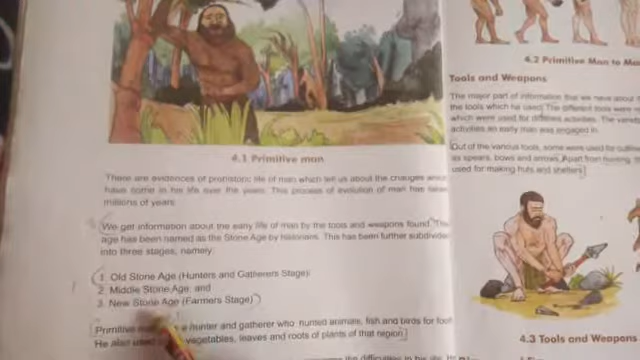 4.1 Primitive man
There are evidences of prehistoric life of man which tell us about the changes which
have come in his life over the years. This process of evolution of man has taken
millions of years.
We get information about the early life of man by the tools and weapons found. This
age has been named as the Stone Age by historians. This has been further subdivided
into three stages, namely:
1. Old Stone Age (Hunters and Gatherers Stage)
2. Middle Stone Age; and
3. New Stone Age (Farmers Stage)
Primitive a hunter and gatherer who hunted animals, fish and birds for food
He also used vegetables, leaves and roots of plants of that region.
the difficulties in his
4.2 Primitive Man to
Tools and Weapons
The major part of information that we have about
the tools which he used. The different tools were
which were used for different activities. The
activities an early man was engaged in.
Out of the various tools, some were used for
as spears, bows and arrows. Apart from
used for making huts and shelters.
4.3 Tools and Weapons